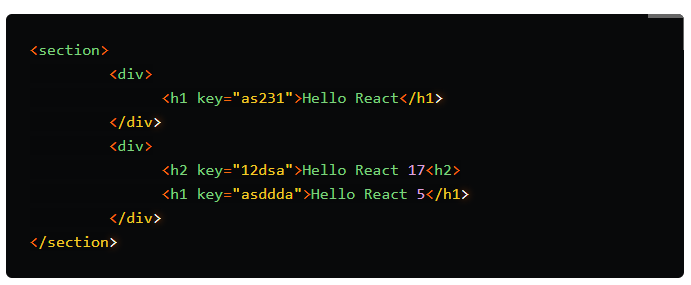 <section>
<div>
<h1 key="as231">Hello React</h1>
</div>
<div>
<h2 key="12dsa">Hello React 17<h2>
<h1 key="asddda">Hello React 5</h1>
</div>
</section>